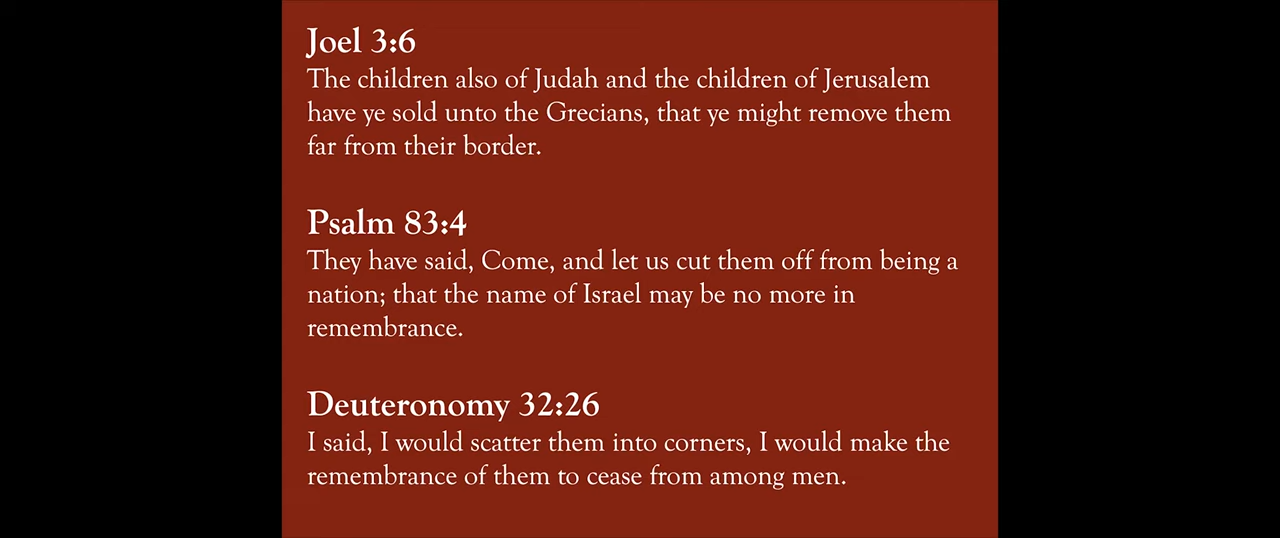 Joel 3:6
The children also of Judah and the children of Jerusalem
have ye sold unto the Grecians, that ye might remove them
far from their border.
Psalm 83:4
They have said, Come, and let us cut them off from being a
nation; that the name of Israel may be no more in
remembrance.
Deuteronomy 32:26
I said, I would scatter them into corners, I would make the
remembrance of them to cease from among men.